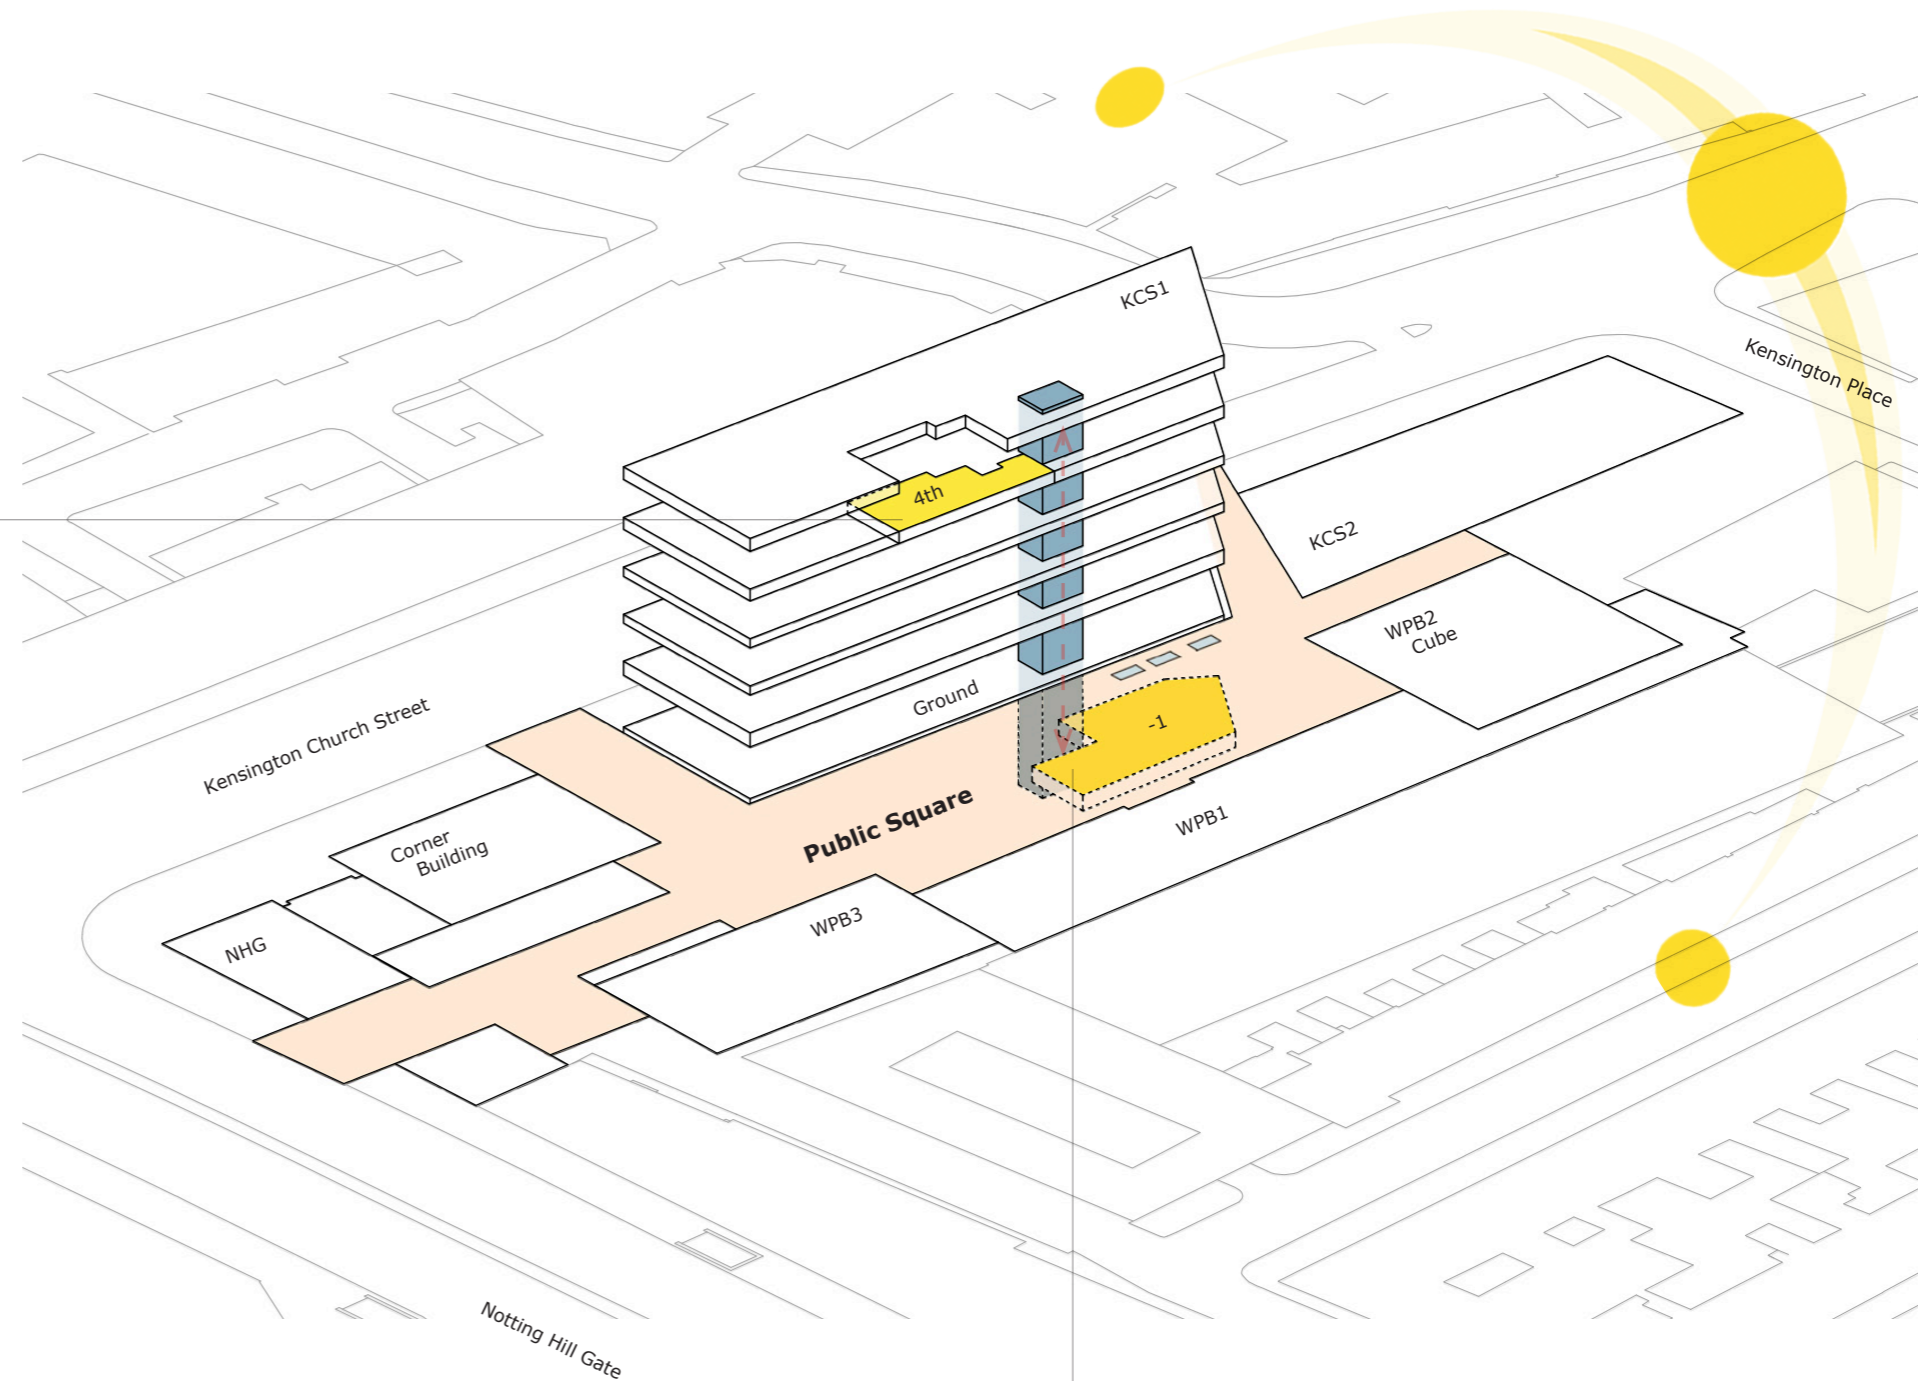 KCS1
Kensington Place
4th
KCS2
WPB2
Cube
Ground
-1
Kensington Church Street
Public Square
WPB1
Corner
Building
WPB3
NHG
Notting Hill Gate